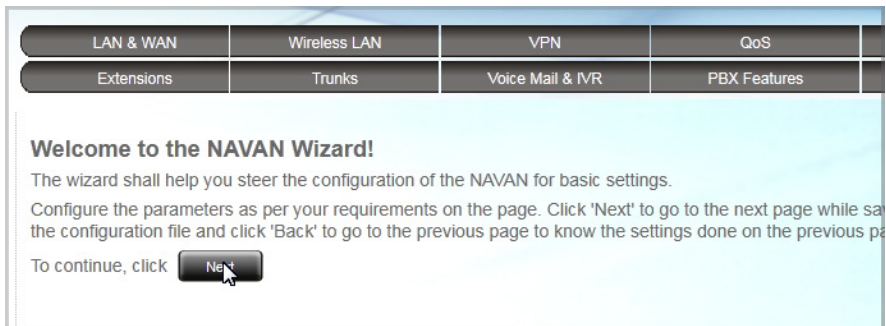 LAN & WAN Wireless LAN VPN QoS
Extensions Trunks Voice Mail & IVR PBX Features
Welcome to the NAVAN Wizard!
The wizard shall help you steer the configuration of the NAVAN for basic settings.
Configure the parameters as per your requirements on the page. Click 'Next' to go to the next page while
the configuration file and click 'Back' to go to the previous page to know the settings done on the previous
To continue, click Next